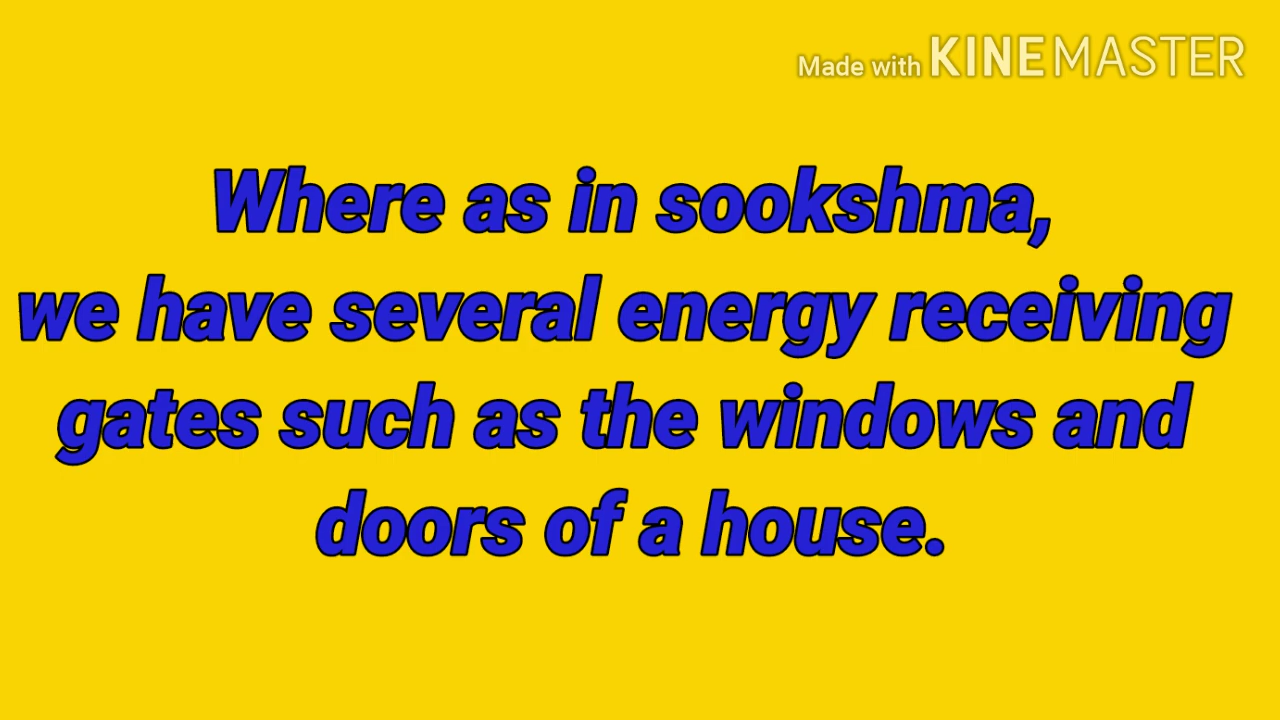 Made with KINEMASTER
Where as in sookshma,
we have several energy receiving
gates such as the windows and
doors of a house.